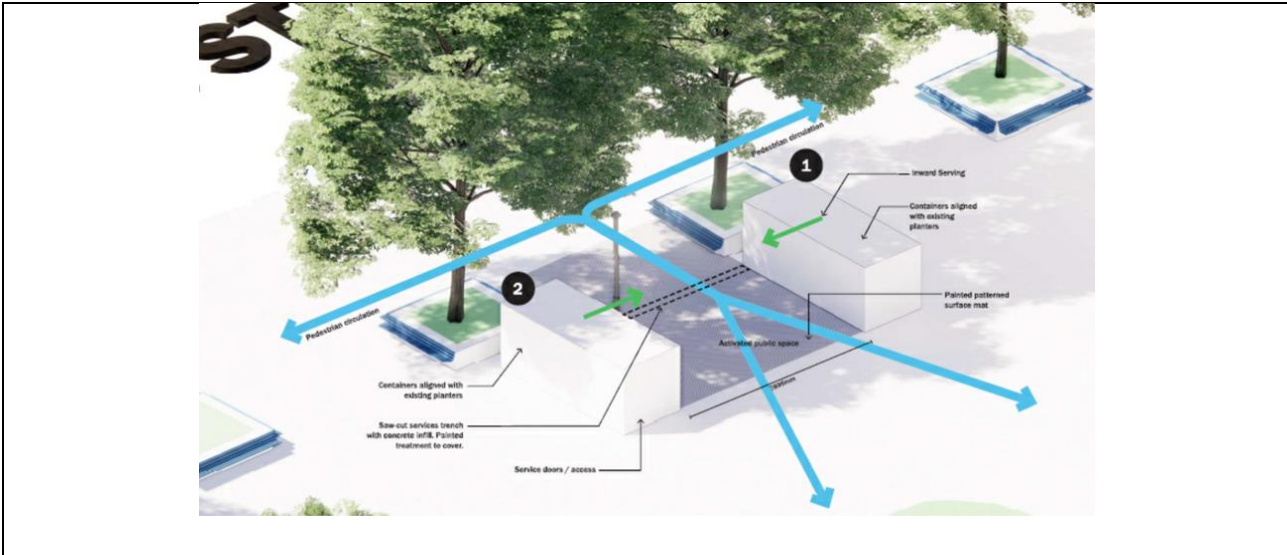 ST
Pedestrian circulation
1
Inward Serving
Containers aligned
with existing
planters
2
Painted patterned
surface mat
Pedestrian circulation
Activated public space
Containers aligned with
existing planters
Saw-cut services trench
with concrete infill. Painted
treatment to cover.
Service doors / access